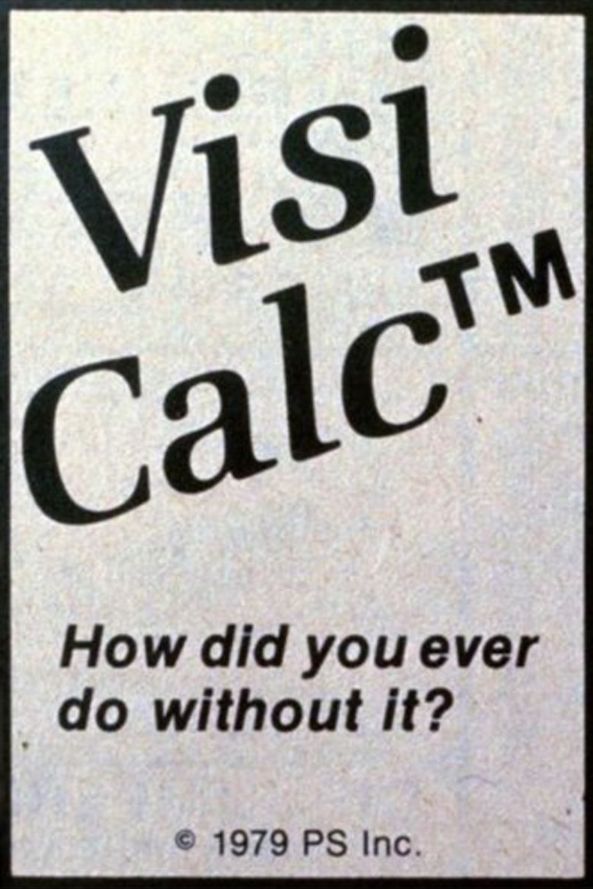 Visi
Calc™
How did you ever
do without it?
© 1979 PS Inc.